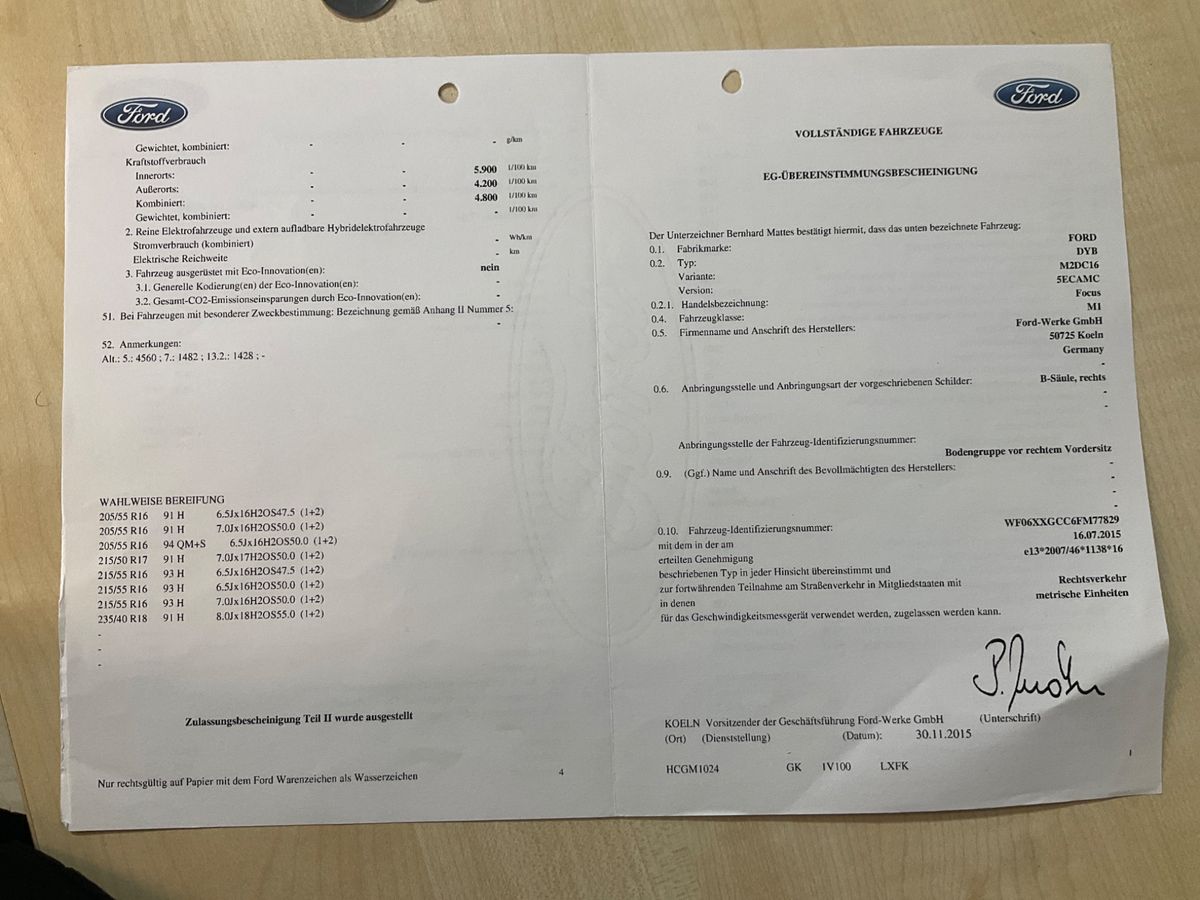 Ford
Gewichtet, kombiniert: - - - g/km
Kraftstoffverbrauch
Innerorts: - - 5.900 l/100 km
Außerorts: - - 4.200 l/100 km
Kombiniert: - - 4.800 l/100 km
Gewichtet, kombiniert: - - - l/100 km
2. Reine Elektrofahrzeuge und extern aufladbare Hybridelektrofahrzeuge
Stromverbrauch (kombiniert) - Wh/km
Elektrische Reichweite - km
3. Fahrzeug ausgerüstet mit Eco-Innovation(en): nein
3.1. Generelle Kodierung(en) der Eco-Innovation(en): -
3.2. Gesamt-CO2-Emissionseinsparungen durch Eco-Innovation(en): -
51. Bei Fahrzeugen mit besonderer Zweckbestimmung: Bezeichnung gemäß Anhang II Nummer 5:
-
52. Anmerkungen:
Alt.: 5.: 4560 ; 7.: 1482 ; 13.2.: 1428 ; -
WAHLWEISE BEREIFUNG
205/55 R16 91 H 6.5Jx16H2OS47.5 (1+2)
205/55 R16 91 H 7.0Jx16H2OS50.0 (1+2)
205/55 R16 94 QM+S 6.5Jx16H2OS50.0 (1+2)
215/50 R17 91 H 7.0Jx17H2OS50.0 (1+2)
215/55 R16 93 H 6.5Jx16H2OS47.5 (1+2)
215/55 R16 93 H 6.5Jx16H2OS50.0 (1+2)
215/55 R16 93 H 7.0Jx16H2OS50.0 (1+2)
235/40 R18 91 H 8.0Jx18H2OS55.0 (1+2)
-
-
-
Zulassungsbescheinigung Teil II wurde ausgestellt
Nur rechtsgültig auf Papier mit dem Ford Warenzeichen als Wasserzeichen
4
Ford
VOLLSTÄNDIGE FAHRZEUGE
EG-ÜBEREINSTIMMUNGSBESCHEINIGUNG
Der Unterzeichner Bernhard Mattes bestätigt hiermit, dass das unten bezeichnete Fahrzeug:
0.1. Fabrikmarke: FORD
0.2. Typ: DYB
Variante: M2DC16
Version: 5ECAMC
0.2.1. Handelsbezeichnung: Focus
0.4. Fahrzeugklasse: M1
0.5. Firmenname und Anschrift des Herstellers: Ford-Werke GmbH
50725 Koeln
Germany
-
0.6. Anbringungsstelle und Anbringungsart der vorgeschriebenen Schilder: B-Säule, rechts
-
-
Anbringungsstelle der Fahrzeug-Identifizierungsnummer:
Bodengruppe vor rechtem Vordersitz
0.9. (Ggf.) Name und Anschrift des Bevollmächtigten des Herstellers: -
-
-
-
0.10. Fahrzeug-Identifizierungsnummer: WF06XXGCC6FM77829
mit dem in der am 16.07.2015
erteilten Genehmigung e13*2007/46*1138*16
beschriebenen Typ in jeder Hinsicht übereinstimmt und
zur fortwährenden Teilnahme am Straßenverkehr in Mitgliedstaaten mit Rechtsverkehr
in denen metrische Einheiten
für das Geschwindigkeitsmessgerät verwendet werden, zugelassen werden kann.
KOELN Vorsitzender der Geschäftsführung Ford-Werke GmbH (Unterschrift)
(Ort) (Dienststellung) (Datum): 30.11.2015
HCGM1024 GK 1V100 LXFK
1